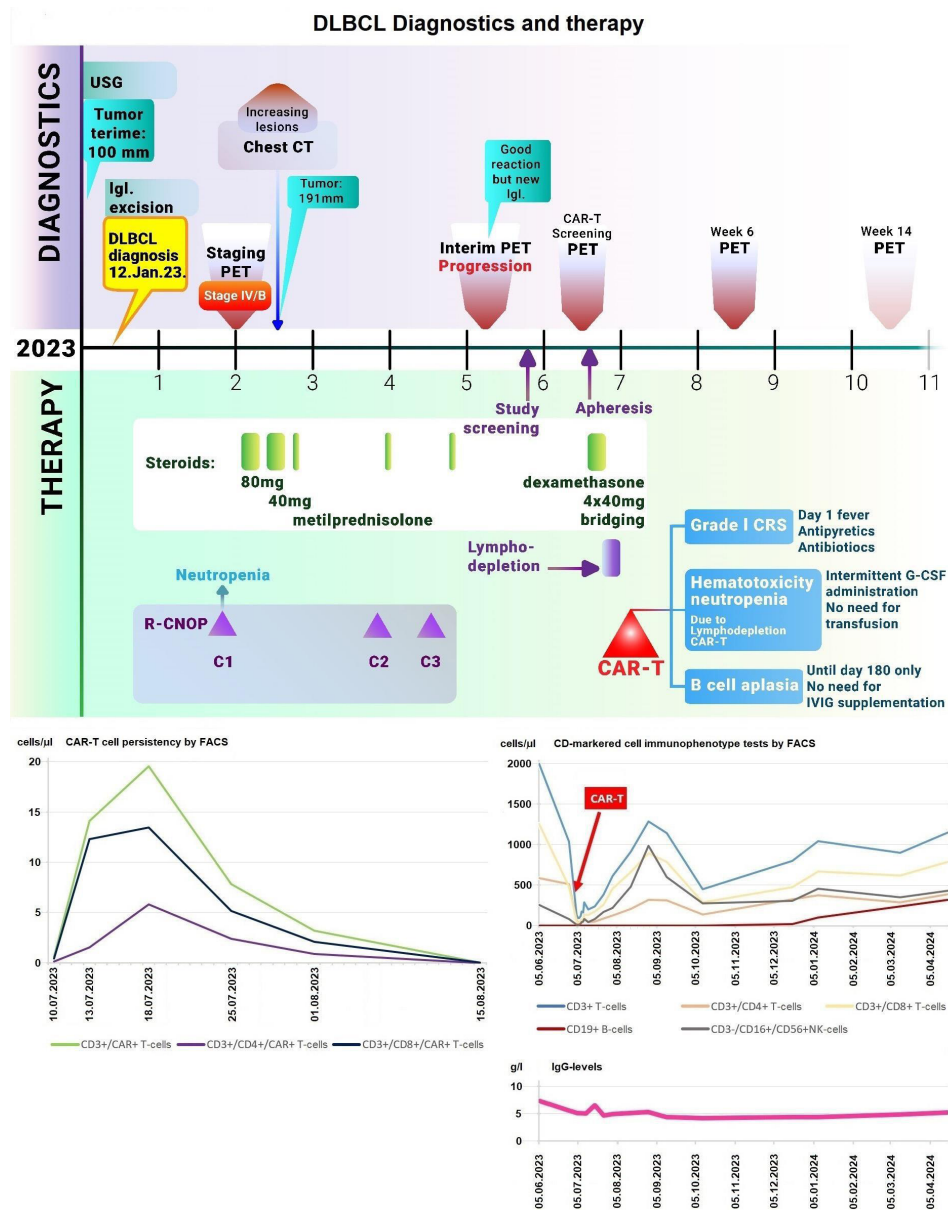 DLBCL Diagnostics and therapy
DIAGNOSTICS
USG
Tumor
terime:
100 mm
lgl.
excision
DLBCL
diagnosis
12.Jan.23.
Staging
PET
Stage IV/B
Increasing
lesions
Chest CT
Tumor:
191mm
Good
reaction
but new
lgl.
Interim PET
Progression
CAR-T
Screening
PET
Week 6
PET
Week 14
PET
2023
1
2
3
4
5
6
7
8
9
10
11
THERAPY
Study
screening
Apheresis
Steroids:
80mg
40mg
metilprednisolone
dexamethasone
4x40mg
bridging
Lympho-
depletion
Neutropenia
R-CNOP
C1
C2
C3
CAR-T
Grade I CRS
Day 1 fever
Antipyretics
Antibiotiocs
Hematotoxicity
neutropenia
Due to
Lymphodepletion
CAR-T
Intermittent G-CSF
administration
No need for
transfusion
B cell aplasia
Until day 180 only
No need for
IVIG supplementation
cells/µl CAR-T cell persistency by FACS
20
15
10
5
0
10.07.2023
13.07.2023
18.07.2023
25.07.2023
01.08.2023
15.08.2023
CD3+/CAR+ T-cells
CD3+/CD4+/CAR+ T-cells
CD3+/CD8+/CAR+ T-cells
cells/µl CD-markered cell immunophenotype tests by FACS
2000
1500
1000
500
0
CAR-T
05.06.2023
05.07.2023
05.08.2023
05.09.2023
05.10.2023
05.11.2023
05.12.2023
05.01.2024
05.02.2024
05.03.2024
05.04.2024
CD3+ T-cells
CD3+/CD4+ T-cells
CD3+/CD8+ T-cells
CD19+ B-cells
CD3-/CD16+/CD56+NK-cells
g/l IgG-levels
10
5
0
05.06.2023
05.07.2023
05.08.2023
05.09.2023
05.10.2023
05.11.2023
05.12.2023
05.01.2024
05.02.2024
05.03.2024
05.04.2024